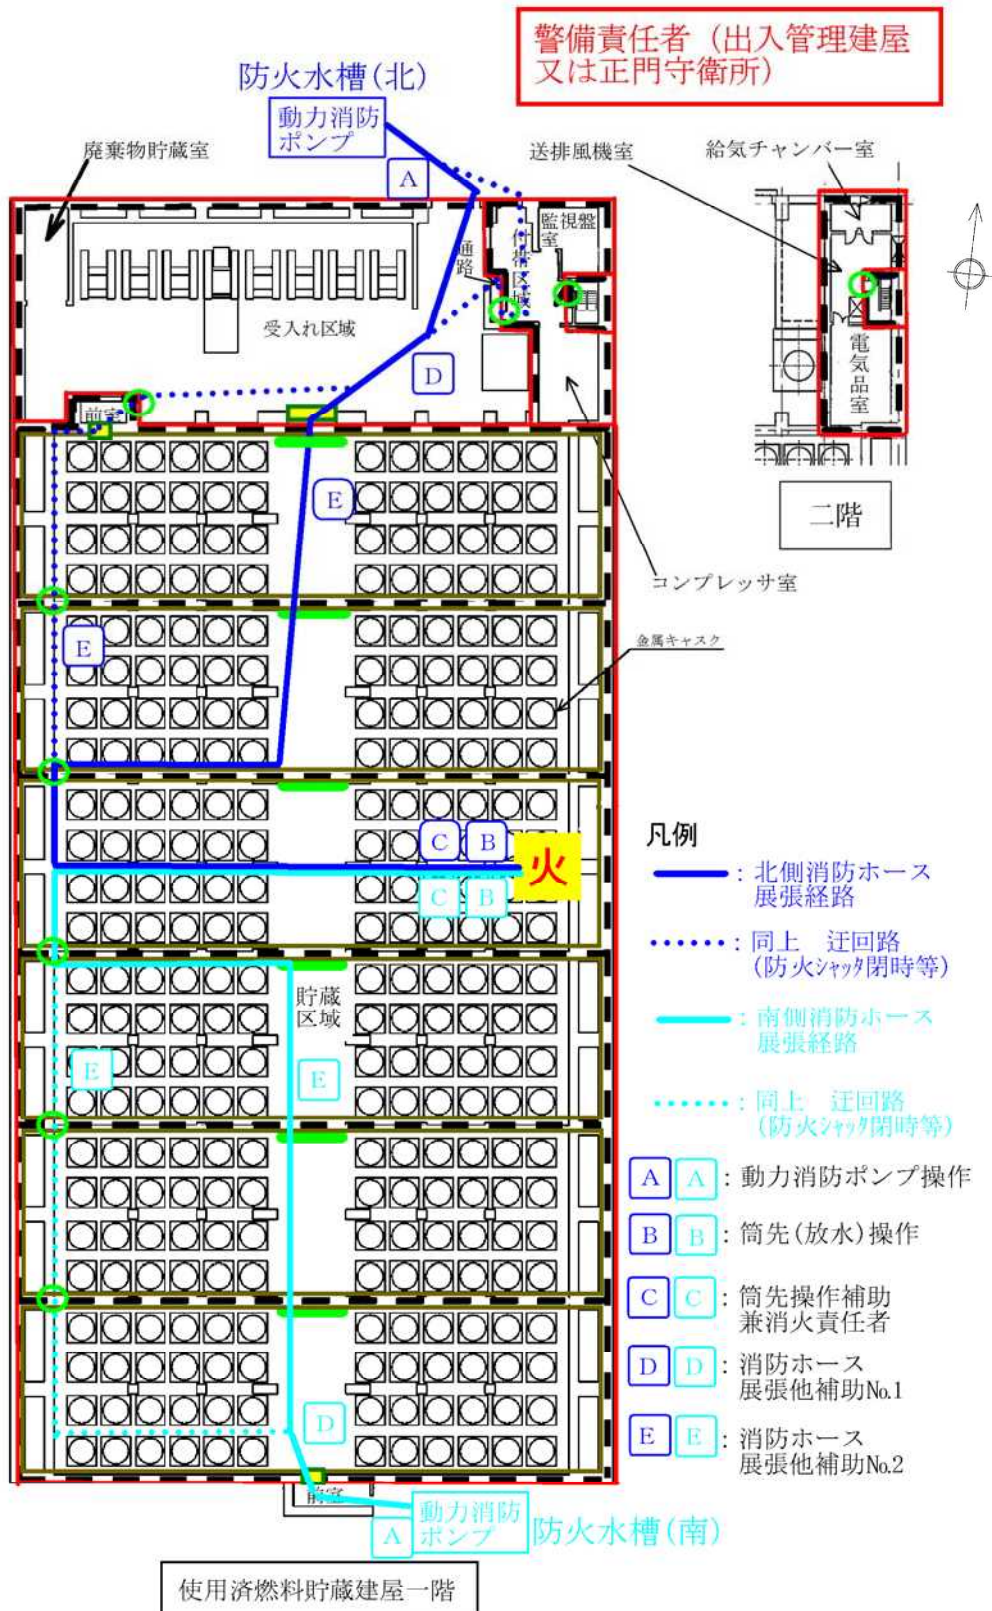 警備責任者（出入管理建屋
又は正門守衛所）
防火水槽(北)
動力消防
ポンプ
A
廃棄物貯蔵室
送排風機室
給気チャンバー室
監視盤
室
付帯区域
通路
受入れ区域
D
前室
電気品室
二階
E
コンプレッサ室
E
金属キャスク
C
B
火
C
B
貯蔵
区域
E
E
D
前室
A
動力消防
ポンプ
防火水槽(南)
使用済燃料貯蔵建屋一階
凡例
：北側消防ホース
展張経路
：同上　迂回路
(防火シャッタ閉時等)
：南側消防ホース
展張経路
：同上　迂回路
(防火シャッタ閉時等)
A A ：動力消防ポンプ操作
B B ：筒先(放水)操作
C C ：筒先操作補助
兼消火責任者
D D ：消防ホース
展張他補助No.1
E E ：消防ホース
展張他補助No.2